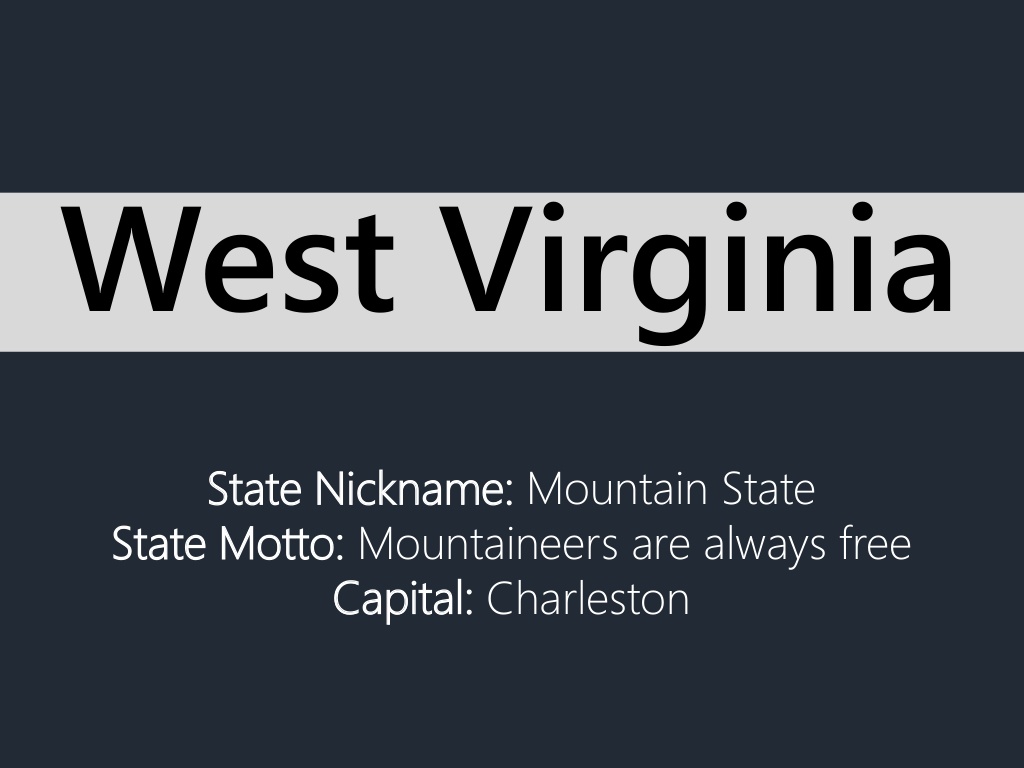 West Virginia
State Nickname: Mountain State
State Motto: Mountaineers are always free
Capital: Charleston